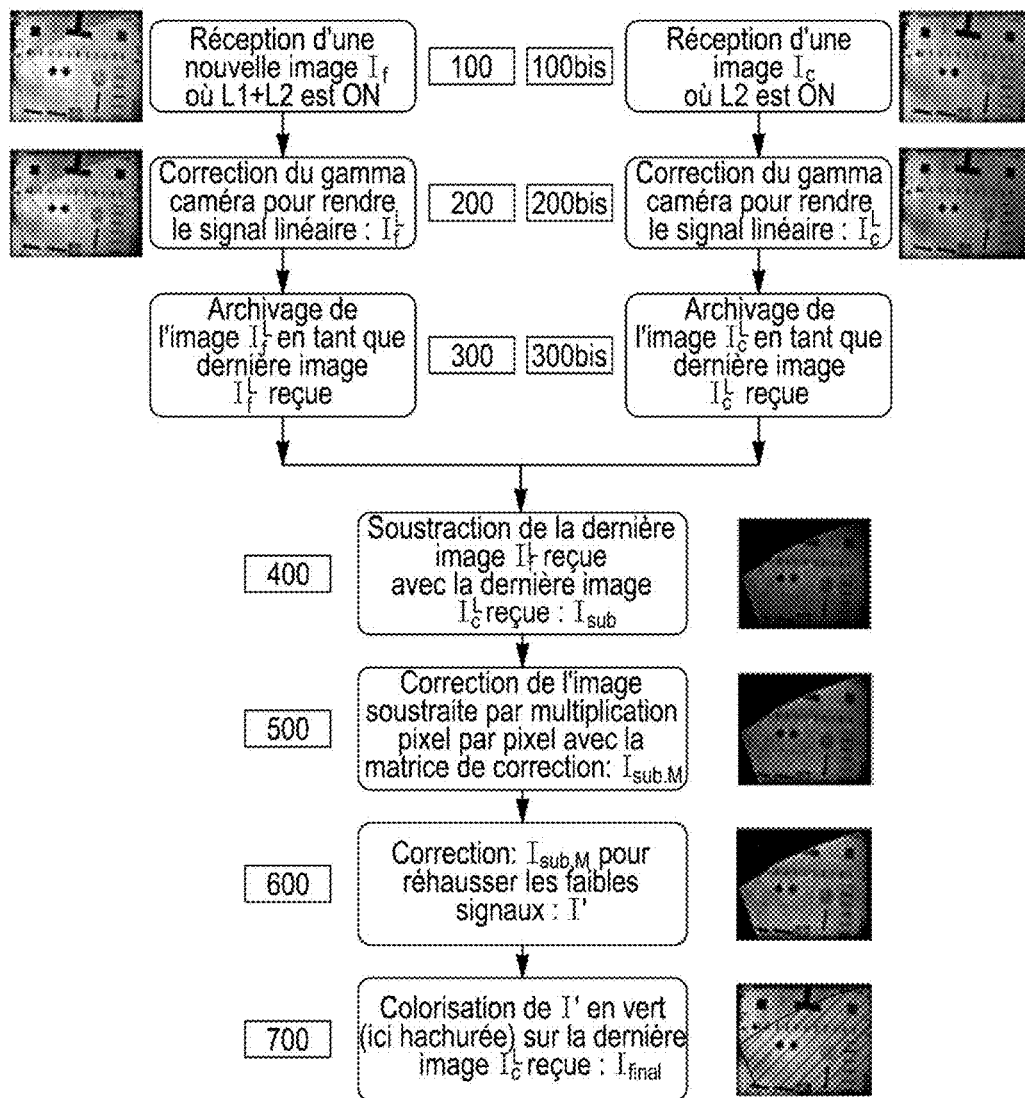 Réception d'une
nouvelle image I_f
où L1+L2 est ON
100
100bis
Réception d'une
image I_c
où L2 est ON
Correction du gamma
caméra pour rendre
le signal linéaire : I_f^L
200
200bis
Correction du gamma
caméra pour rendre
le signal linéaire : I_c^L
Archivage de
l'image I_f^L en tant que
dernière image
I_f^L reçue
300
300bis
Archivage de
l'image I_c^L en tant que
dernière image
I_c^L reçue
400
Soustraction de la dernière
image I_f^L reçue
avec la dernière image
I_c^L reçue : I_sub
500
Correction de l'image
soustraite par multiplication
pixel par pixel avec la
matrice de correction: I_sub.M
600
Correction: I_sub,M pour
réhausser les faibles
signaux : I'
700
Colorisation de I' en vert
(ici hachurée) sur la dernière
image I_c^L reçue : I_final